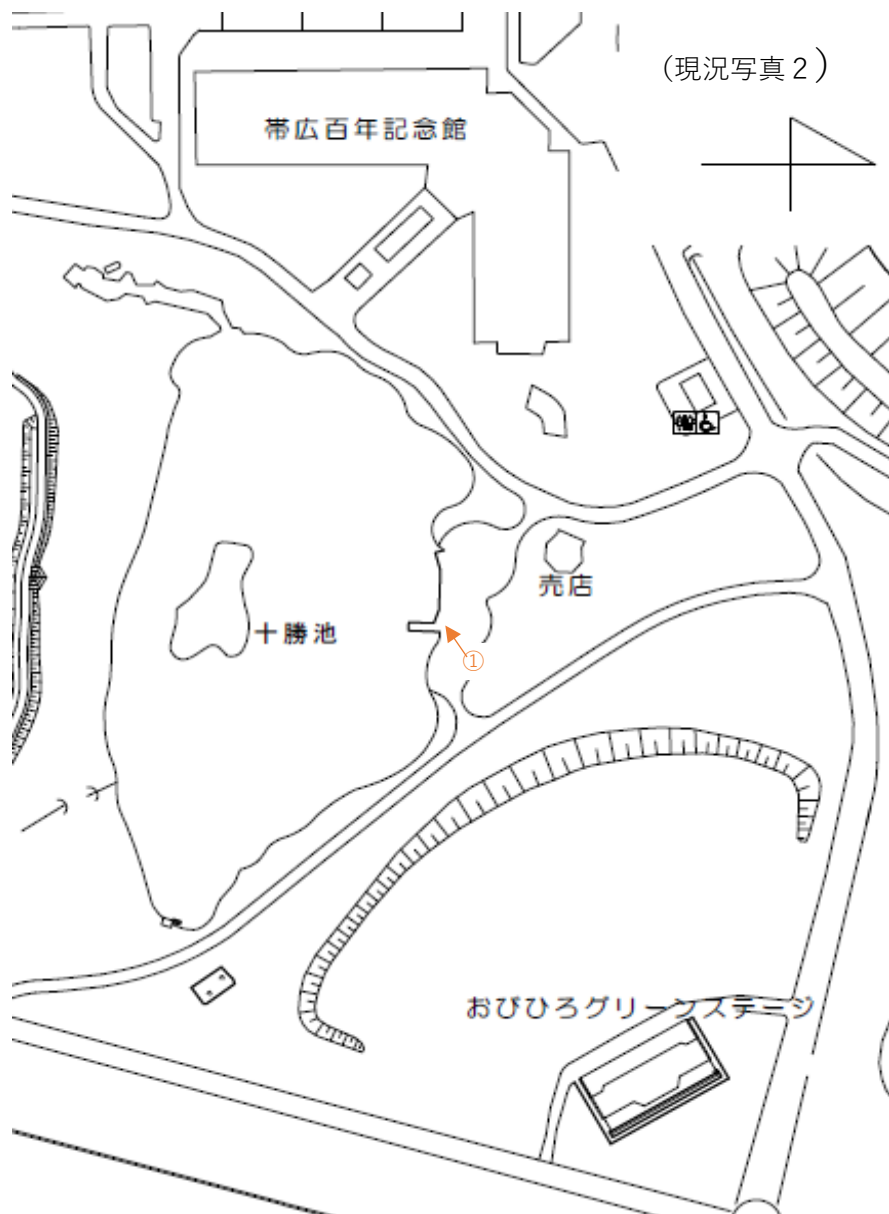 (現況写真2)
帯広百年記念館
売店
十勝池
①
おびひろグリーンステージ